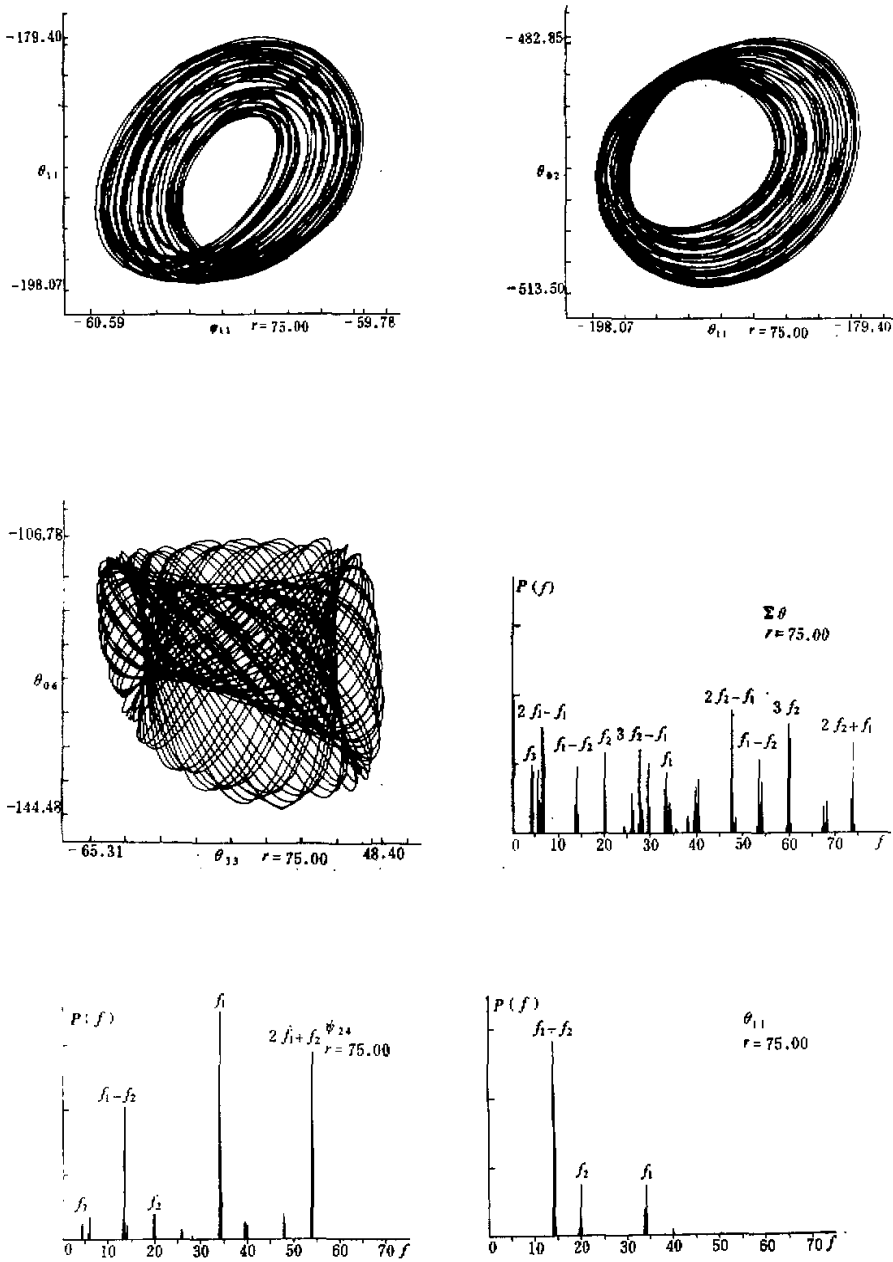 -179.40
θ₁₁
-198.07
-60.59
φ₁₁ r=75.00
-59.78
-482.85
θ₀₂
-513.50
-198.07
θ₁₁ r=75.00
-179.40
-106.78
θ₀₄
-144.48
-65.31
θ₃₃ r=75.00
48.40
P(f)
Σθ
r=75.00
2f₂-f₁
3f₂
2f₁-f₁
2f₂+f₁
f₁-f₂
f₂
3f₂-f₁
f₁-f₂
f₃
f₁
0 10 20 30 40 50 60 70 f
P(f)
f₁
ψ₂₄
2f₁+f₂
r=75.00
f₁-f₂
f₂
0 10 20 30 40 50 60 70 f
P(f)
θ₁₁
f₁-f₂
r=75.00
f₂
f₁
0 10 20 30 40 50 60 70 f